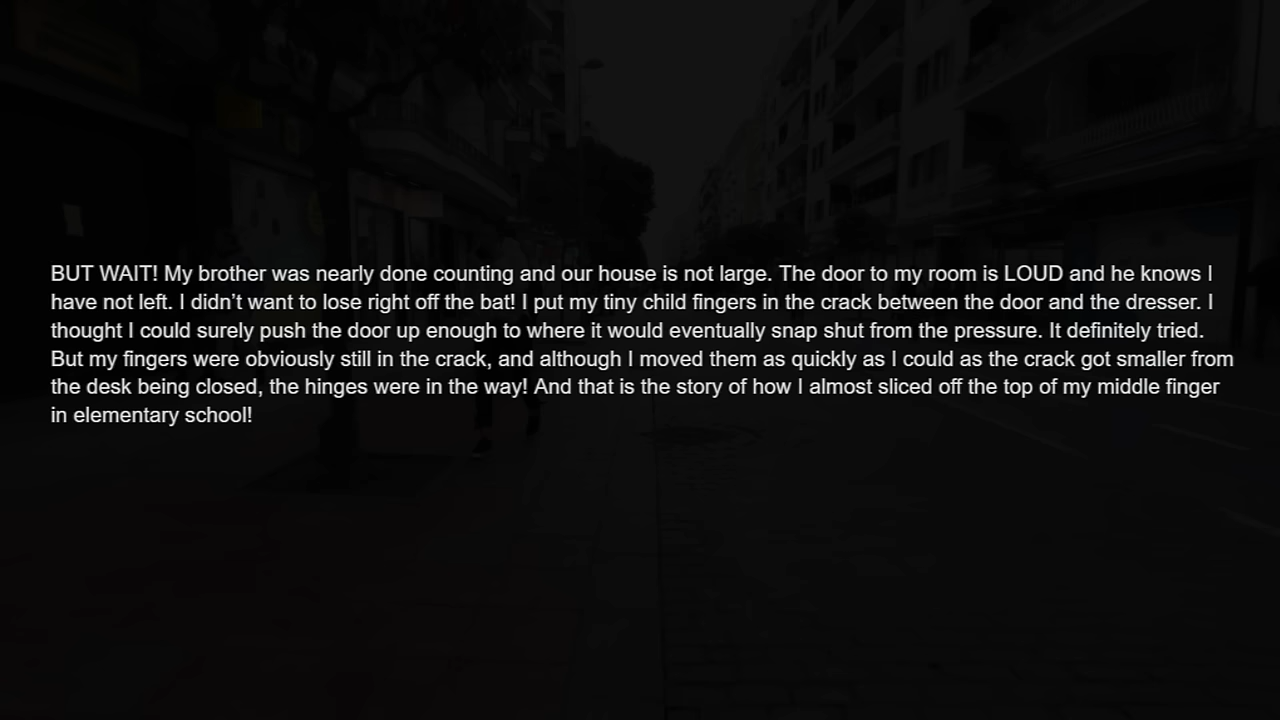 BUT WAIT! My brother was nearly done counting and our house is not large. The door to my room is LOUD and he knows I
have not left. I didn’t want to lose right off the bat! I put my tiny child fingers in the crack between the door and the dresser. I
thought I could surely push the door up enough to where it would eventually snap shut from the pressure. It definitely tried.
But my fingers were obviously still in the crack, and although I moved them as quickly as I could as the crack got smaller from
the desk being closed, the hinges were in the way! And that is the story of how I almost sliced off the top of my middle finger
in elementary school!